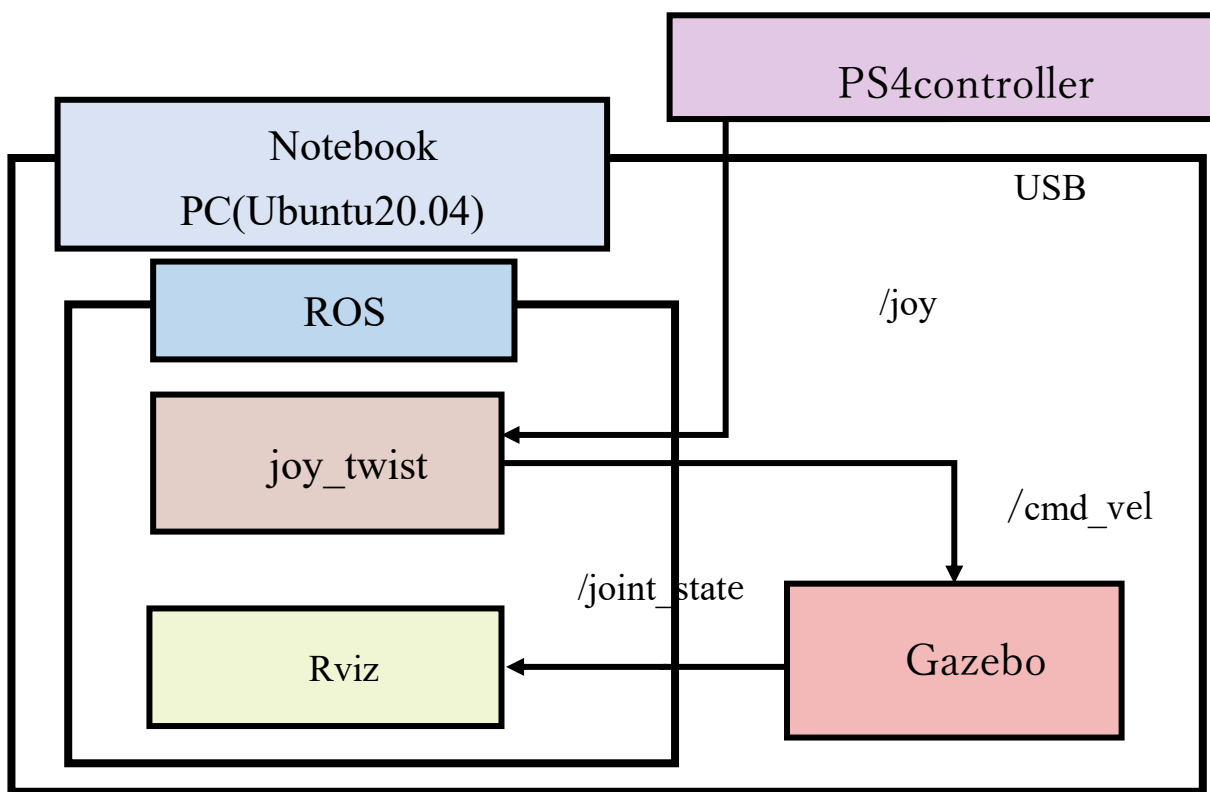 PS4controller
Notebook
PC(Ubuntu20.04)
USB
ROS
/joy
joy_twist
/cmd_vel
/joint_state
Rviz
Gazebo